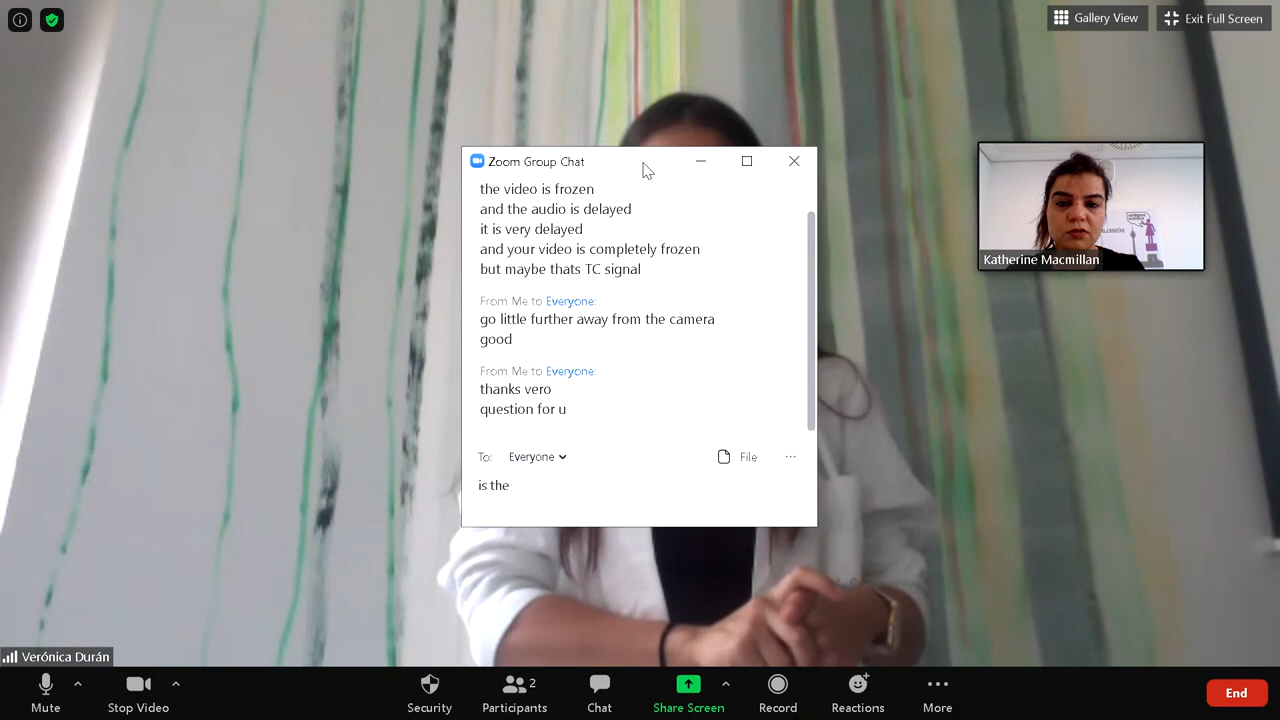 Gallery View
Exit Full Screen
Zoom Group Chat
the video is frozen
and the audio is delayed
it is very delayed
and your video is completely frozen
but maybe thats TC signal
From Me to Everyone:
go little further away from the camera
good
From Me to Everyone:
thanks vero
question for u
To: Everyone
File
is the
Katherine Macmillan
Verónica Durán
Mute
Stop Video
Security
Participants
2
Chat
Share Screen
Record
Reactions
More
End